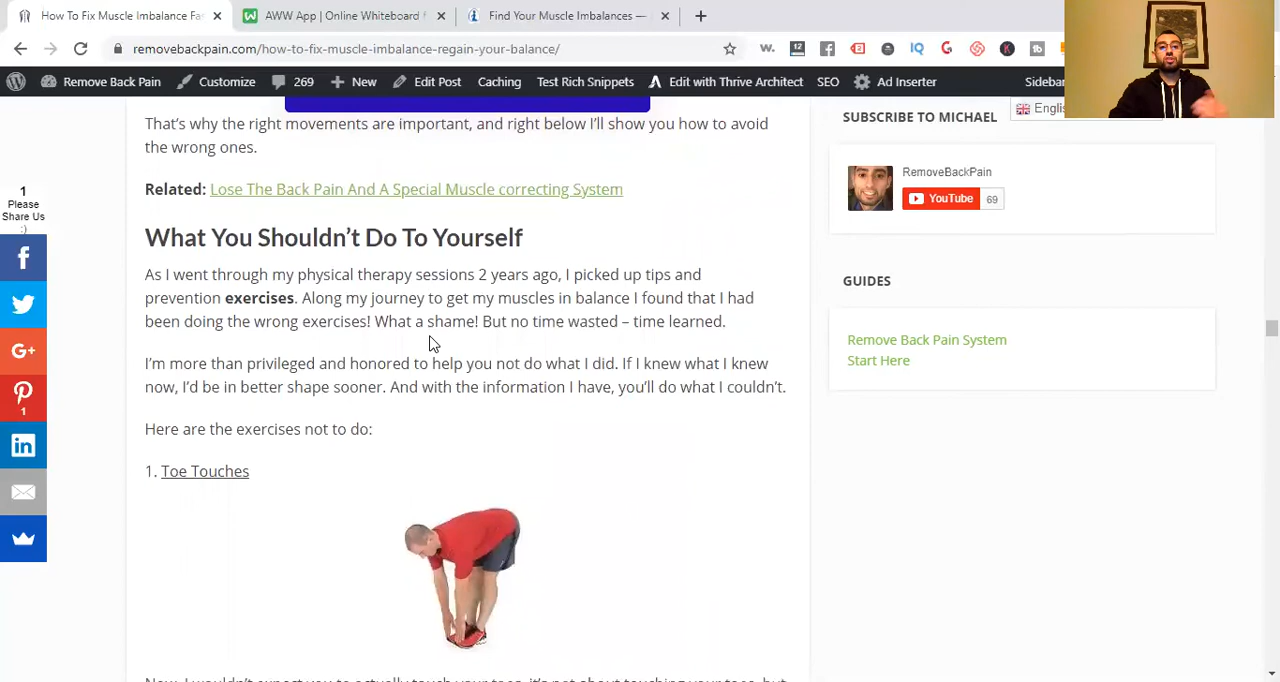 How To Fix Muscle Imbalance Fas
AWW App | Online Whiteboard f
Find Your Muscle Imbalances —
removebackpain.com/how-to-fix-muscle-imbalance-regain-your-balance/
Remove Back Pain
Customize
269
New
Edit Post
Caching
Test Rich Snippets
Edit with Thrive Architect
SEO
Ad Inserter
Sidebar
That's why the right movements are important, and right below I'll show you how to avoid
the wrong ones.
Related: Lose The Back Pain And A Special Muscle correcting System
What You Shouldn't Do To Yourself
As I went through my physical therapy sessions 2 years ago, I picked up tips and
prevention exercises. Along my journey to get my muscles in balance I found that I had
been doing the wrong exercises! What a shame! But no time wasted – time learned.
I'm more than privileged and honored to help you not do what I did. If I knew what I knew
now, I'd be in better shape sooner. And with the information I have, you'll do what I couldn't.
Here are the exercises not to do:
1. Toe Touches
1
Please
Share Us
:)
G+
1
SUBSCRIBE TO MICHAEL
Engli
RemoveBackPain
YouTube
69
GUIDES
Remove Back Pain System
Start Here